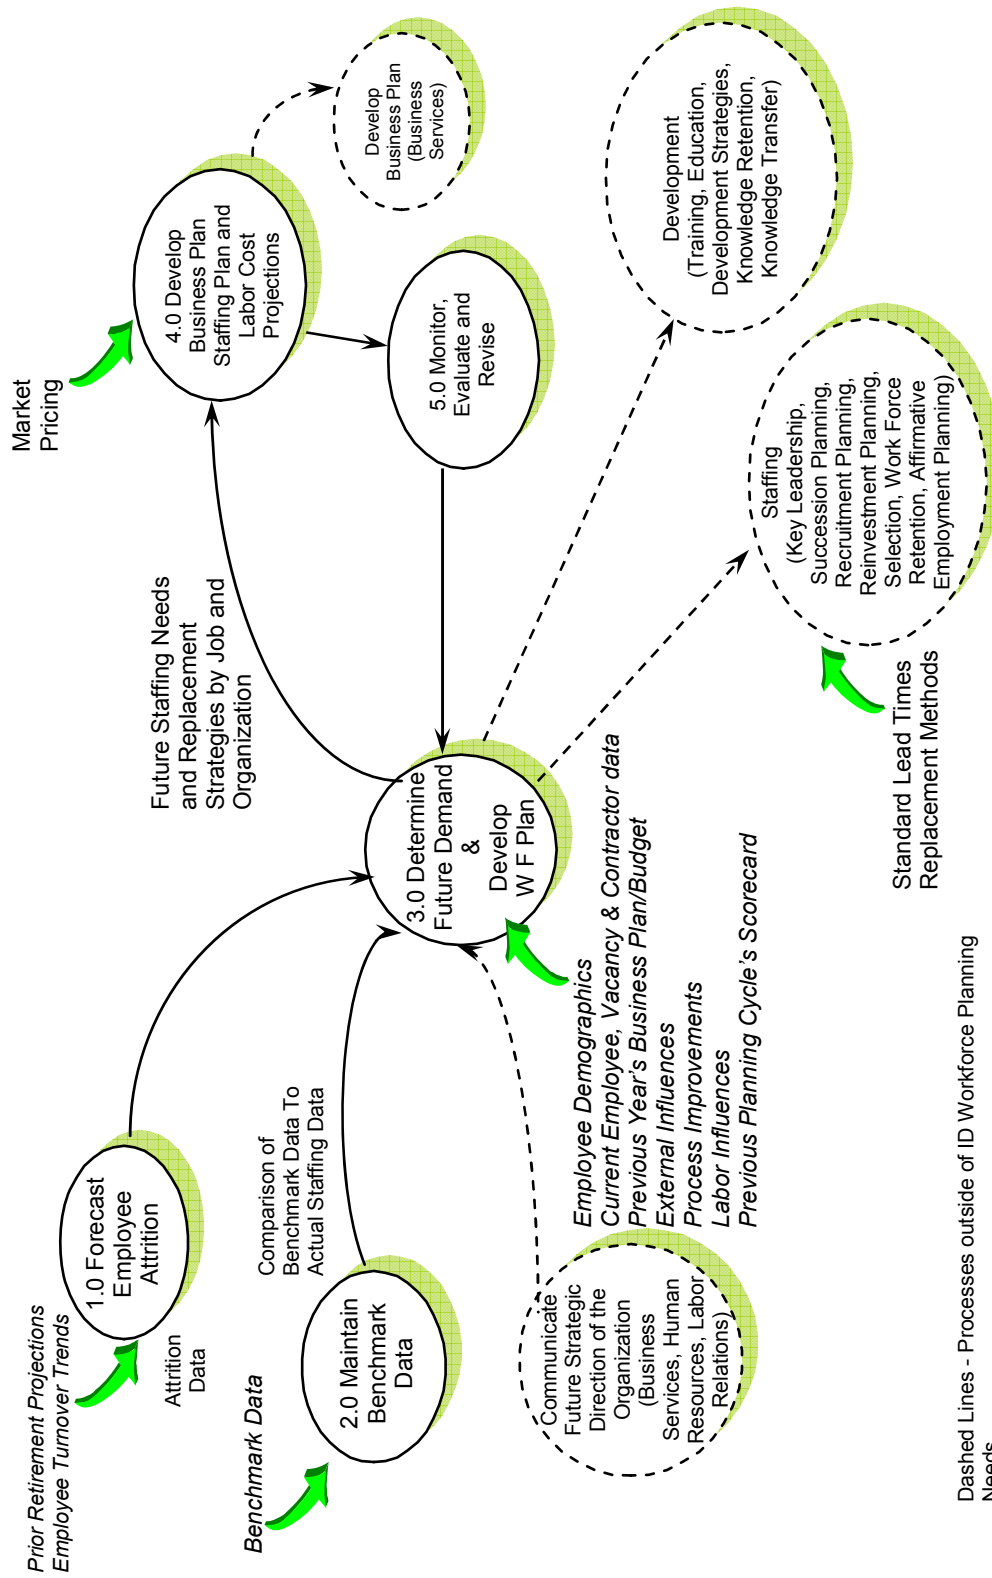 Prior Retirement Projections
Employee Turnover Trends
1.0 Forecast
Employee
Attrition
Attrition
Data
Benchmark Data
2.0 Maintain
Benchmark
Data
Comparison of
Benchmark Data To
Actual Staffing Data
Communicate
Future Strategic
Direction of the
Organization
(Business
Services, Human
Resources, Labor
Relations)
3.0 Determine
Future Demand
&
Develop
W F Plan
Employee Demographics
Current Employee, Vacancy & Contractor data
Previous Year's Business Plan/Budget
External Influences
Process Improvements
Labor Influences
Previous Planning Cycle's Scorecard
Future Staffing Needs
and Replacement
Strategies by Job and
Organization
Market
Pricing
4.0 Develop
Business Plan
Staffing Plan and
Labor Cost
Projections
Develop
Business Plan
(Business
Services)
5.0 Monitor,
Evaluate and
Revise
Development
(Training, Education,
Development Strategies,
Knowledge Retention,
Knowledge Transfer)
Staffing
(Key Leadership,
Succession Planning,
Recruitment Planning,
Reinvestment Planning,
Selection, Work Force
Retention, Affirmative
Employment Planning)
Standard Lead Times
Replacement Methods
Dashed Lines - Processes outside of ID Workforce Planning
Needs